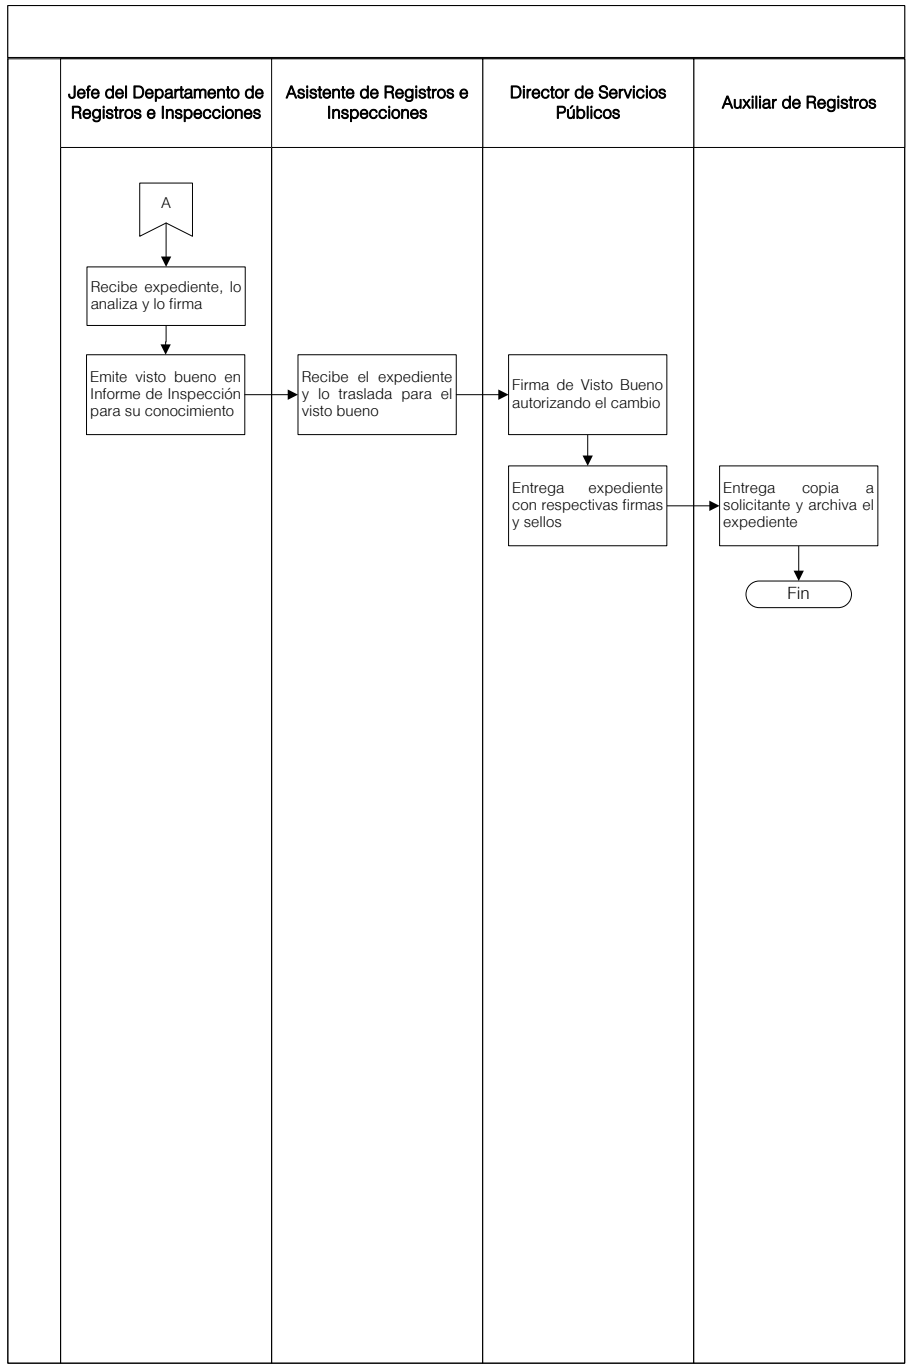 Jefe del Departamento de
Registros e Inspecciones
Asistente de Registros e
Inspecciones
Director de Servicios
Públicos
Auxiliar de Registros
A
Recibe expediente, lo
analiza y lo firma
Emite visto bueno en
Informe de Inspección
para su conocimiento
Recibe el expediente
y lo traslada para el
visto bueno
Firma de Visto Bueno
autorizando el cambio
Entrega expediente
con respectivas firmas
y sellos
Entrega copia a
solicitante y archiva el
expediente
Fin